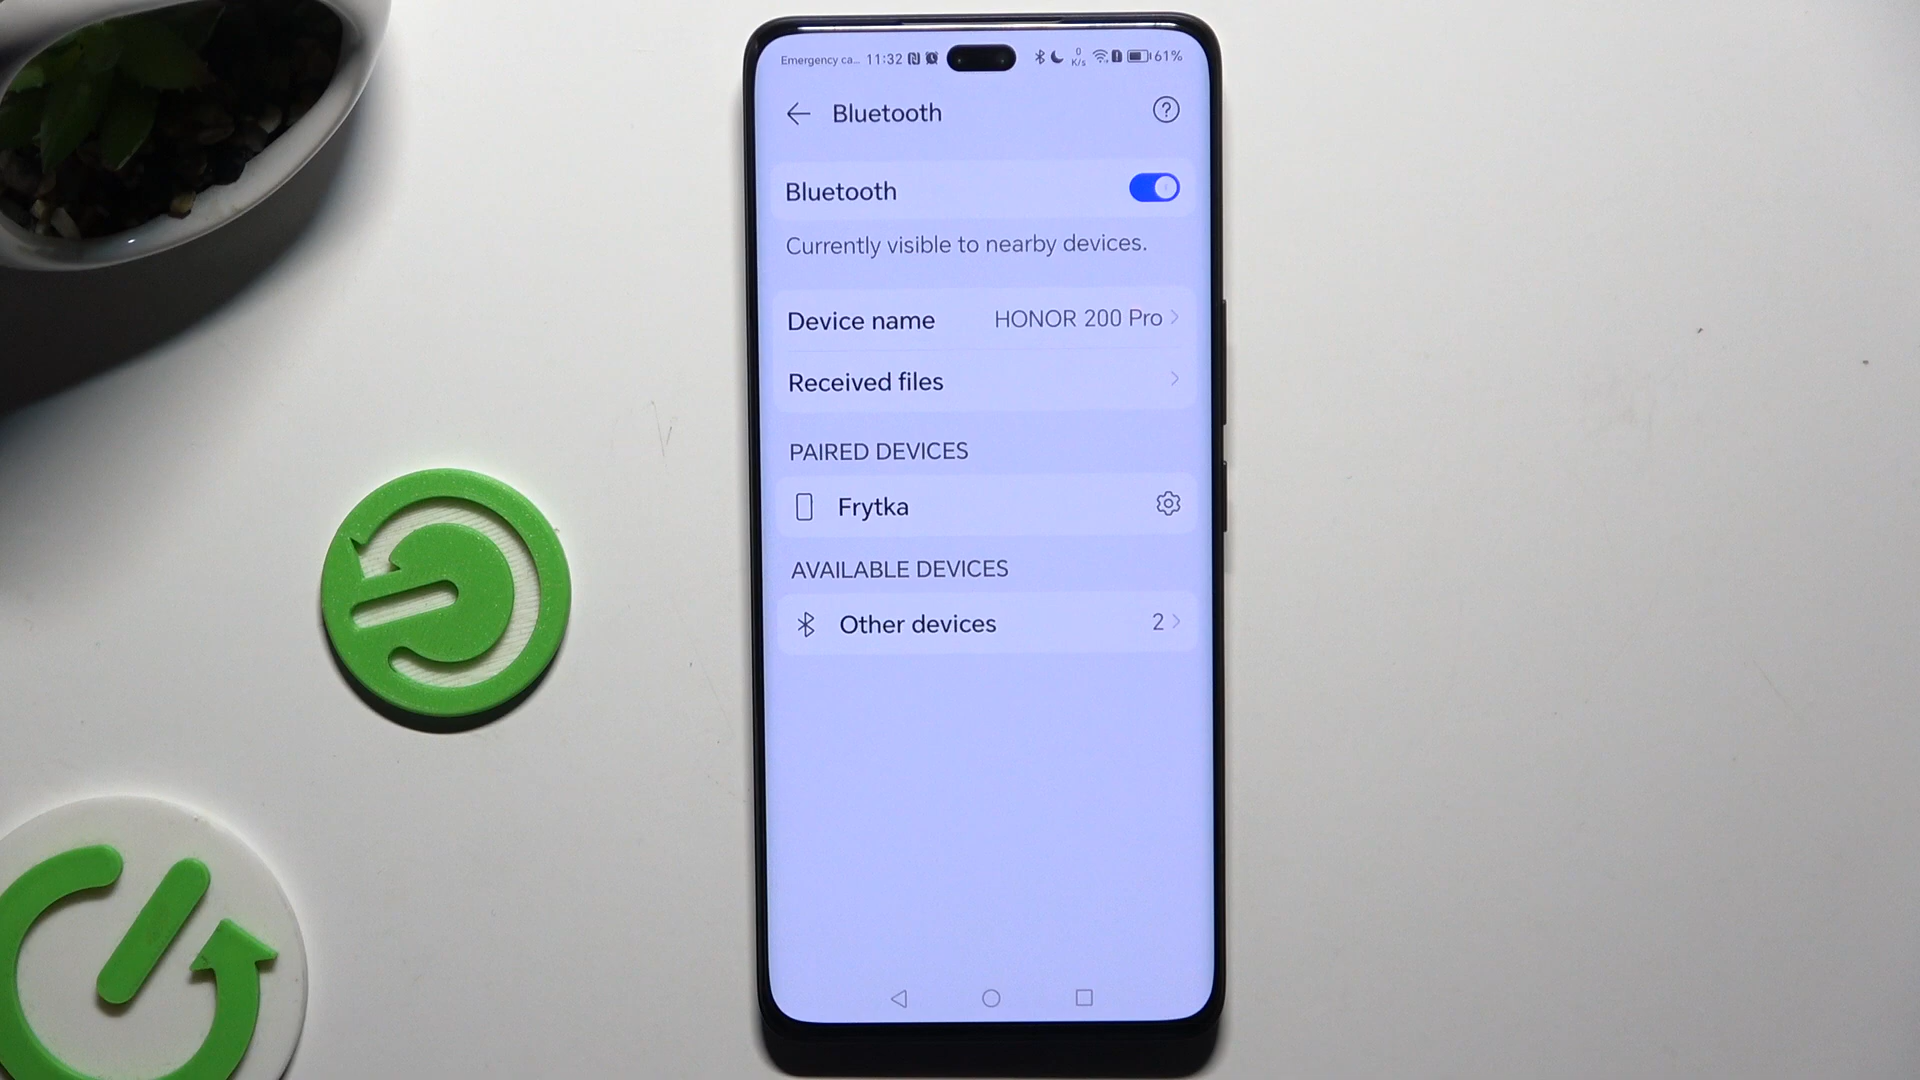 Emergency ca... 11:32 0 K/s 61%
Bluetooth
Bluetooth
Currently visible to nearby devices.
Device name HONOR 200 Pro
Received files
PAIRED DEVICES
Frytka
AVAILABLE DEVICES
Other devices 2